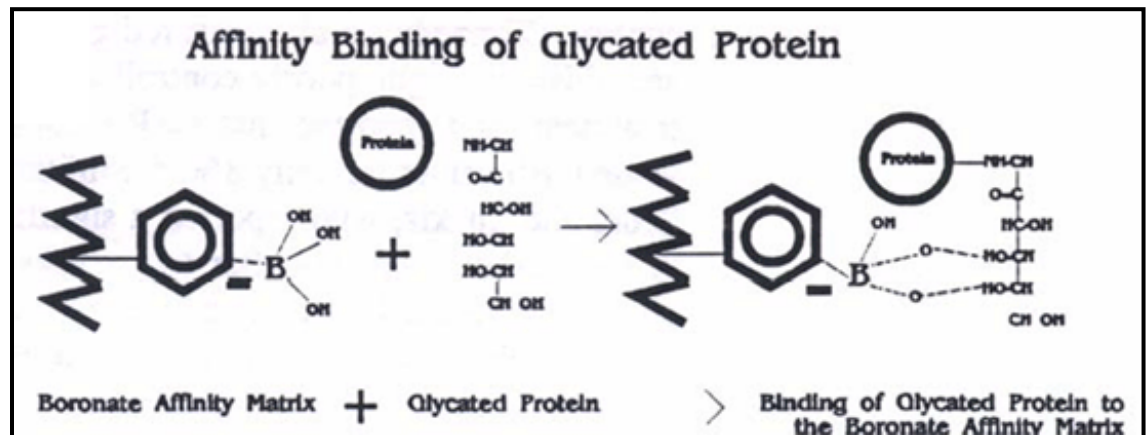 Affinity Binding of Glycated Protein
Protein
NH-CH
O=C
HC-OH
HO-CH
HO-CH
CH OH
OH
OH
B
OH
+
Protein
NH-CH
O=C
HC-OH
HO-CH
HO-CH
CH OH
OH
B
O
O
Boronate Affinity Matrix + Glycated Protein > Binding of Glycated Protein to
the Boronate Affinity Matrix